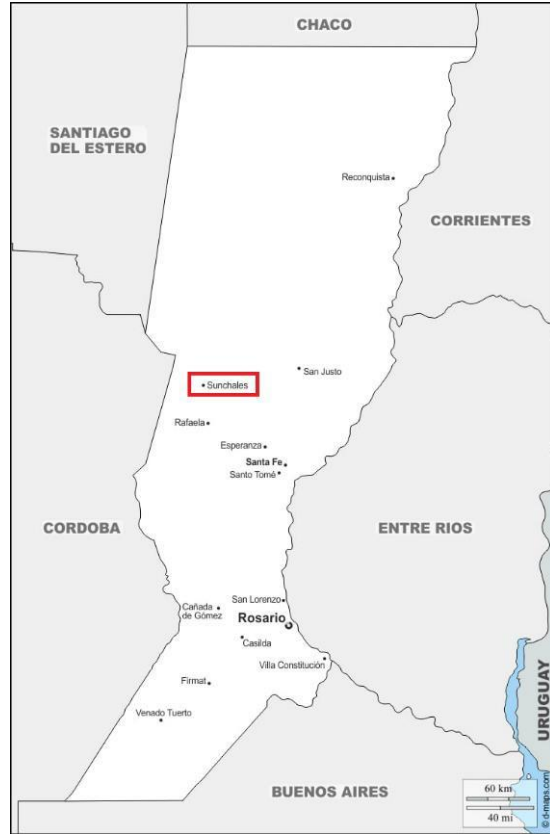 CHACO
SANTIAGO
DEL ESTERO
Reconquista
CORRIENTES
San Justo
Sunchales
Rafaela
Esperanza
Santa Fe
Santo Tomé
CORDOBA
ENTRE RIOS
San Lorenzo
Cañada
de Gómez
Rosario
Casilda
Villa Constitución
Firmat
URUGUAY
Venado Tuerto
BUENOS AIRES
60 km
40 mi
© d-maps.com